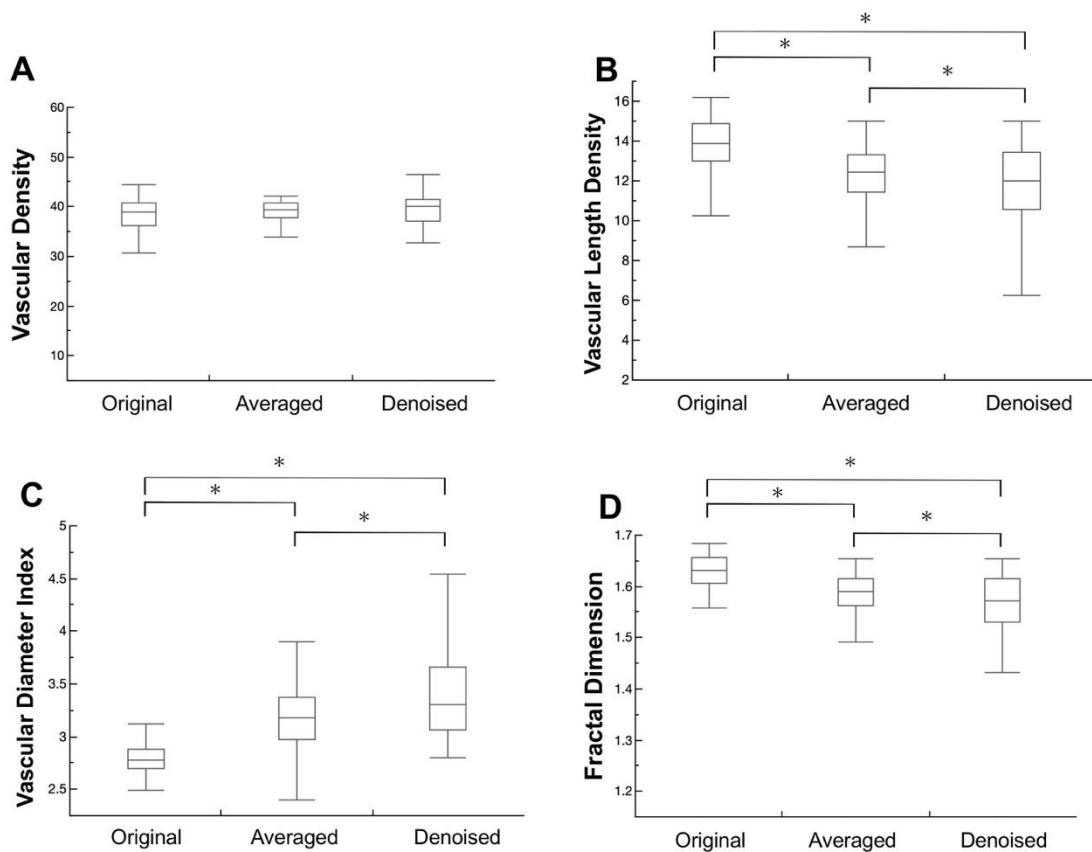 A
Vascular Density
60
50
40
30
20
10
Original Averaged Denoised
B
Vascular Length Density
* 
* *
16
14
12
10
8
6
4
2
Original Averaged Denoised
C
Vascular Diameter Index
*
*
*
5
4.5
4
3.5
3
2.5
Original Averaged Denoised
D
Fractal Dimension
*
*
*
1.7
1.6
1.5
1.4
1.3
1.2
Original Averaged Denoised